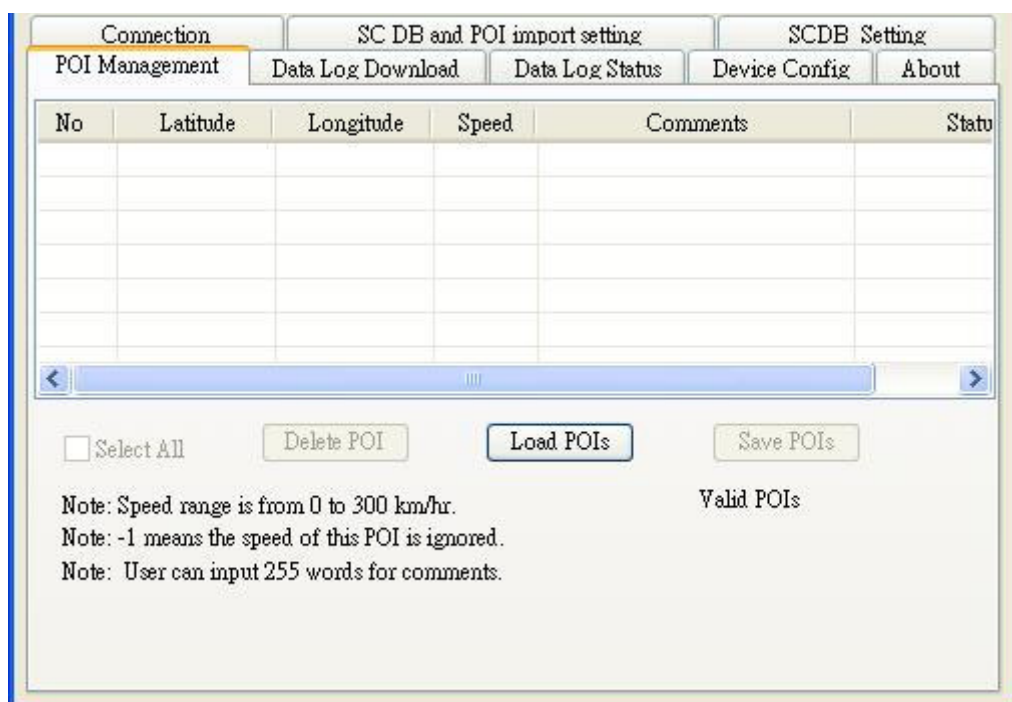 Connection SC DB and POI import setting SCDB Setting
POI Management Data Log Download Data Log Status Device Config About
No Latitude Longitude Speed Comments Statu
Select All Delete POI Load POIs Save POIs
Note: Speed range is from 0 to 300 km/hr. Valid POIs
Note: -1 means the speed of this POI is ignored.
Note: User can input 255 words for comments.